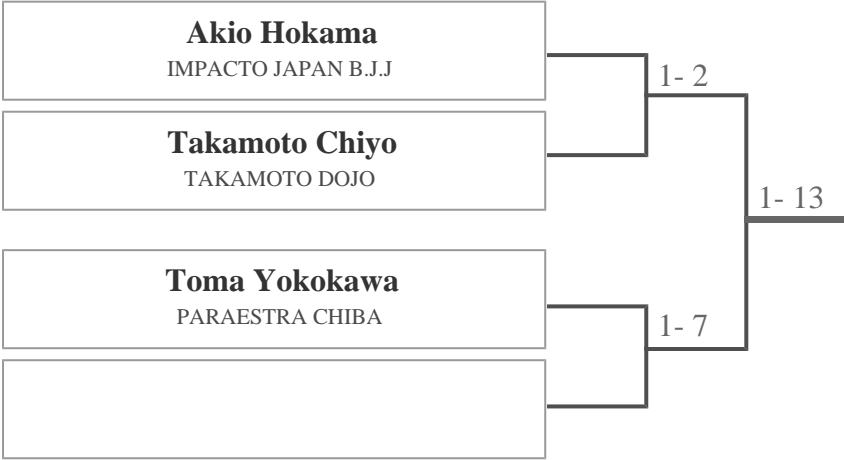 Akio Hokama
IMPACTO JAPAN B.J.J
1- 2
Takamoto Chiyo
TAKAMOTO DOJO
1- 13
Toma Yokokawa
PARAESTRA CHIBA
1- 7